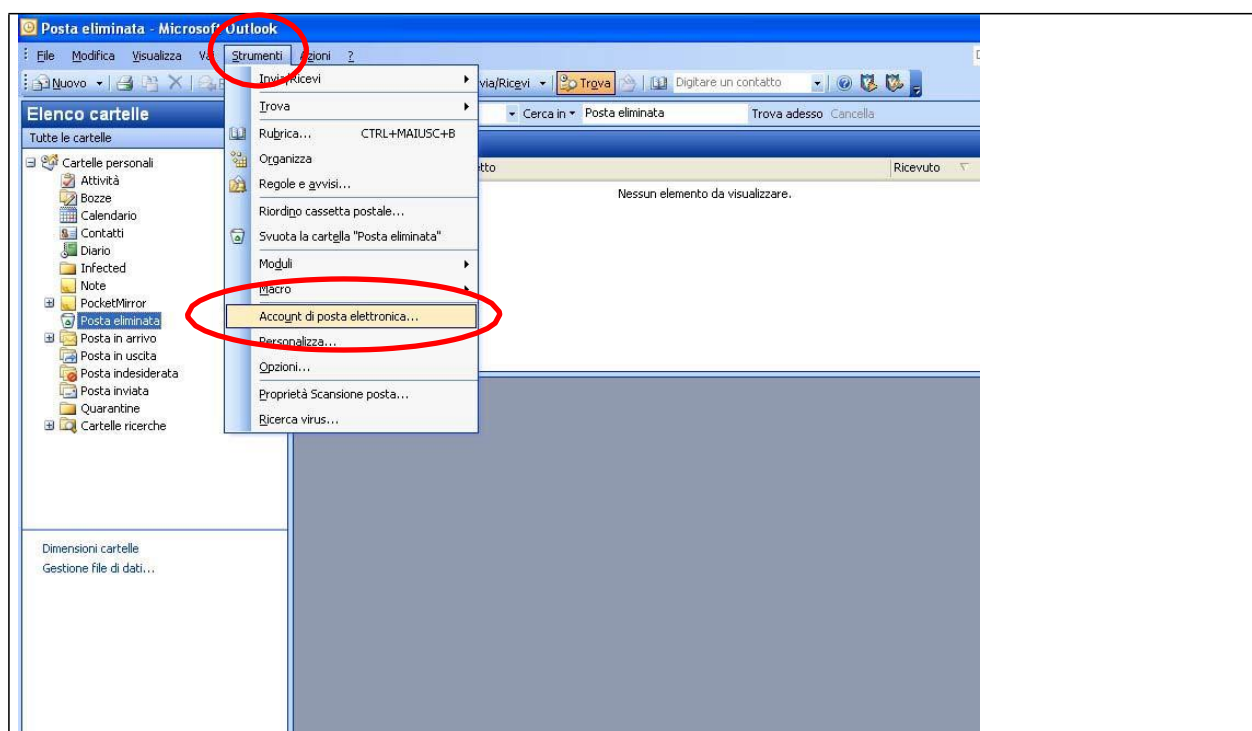 Posta eliminata - Microsoft Outlook
File Modifica Visualizza Strumenti Azioni ?
Nuovo via/Ricevi Trova Digitare un contatto
Elenco cartelle
Cerca in Posta eliminata Trova adesso Cancella
Tutte le cartelle
Cartelle personali
Attività
Bozze
Calendario
Contatti
Diario
Infected
Note
PocketMirror
Posta eliminata
Posta in arrivo
Posta in uscita
Posta indesiderata
Posta inviata
Quarantine
Cartelle ricerche
Invia/Ricevi
Trova
Rubrica... CTRL+MAIUSC+B
Organizza
Regole e avvisi...
Riordino cassetta postale...
Svuota la cartella "Posta eliminata"
Moduli
Macro
Account di posta elettronica...
Personalizza...
Opzioni...
Proprietà Scansione posta...
Ricerca virus...
etto Ricevuto
Nessun elemento da visualizzare.
Dimensioni cartelle
Gestione file di dati...